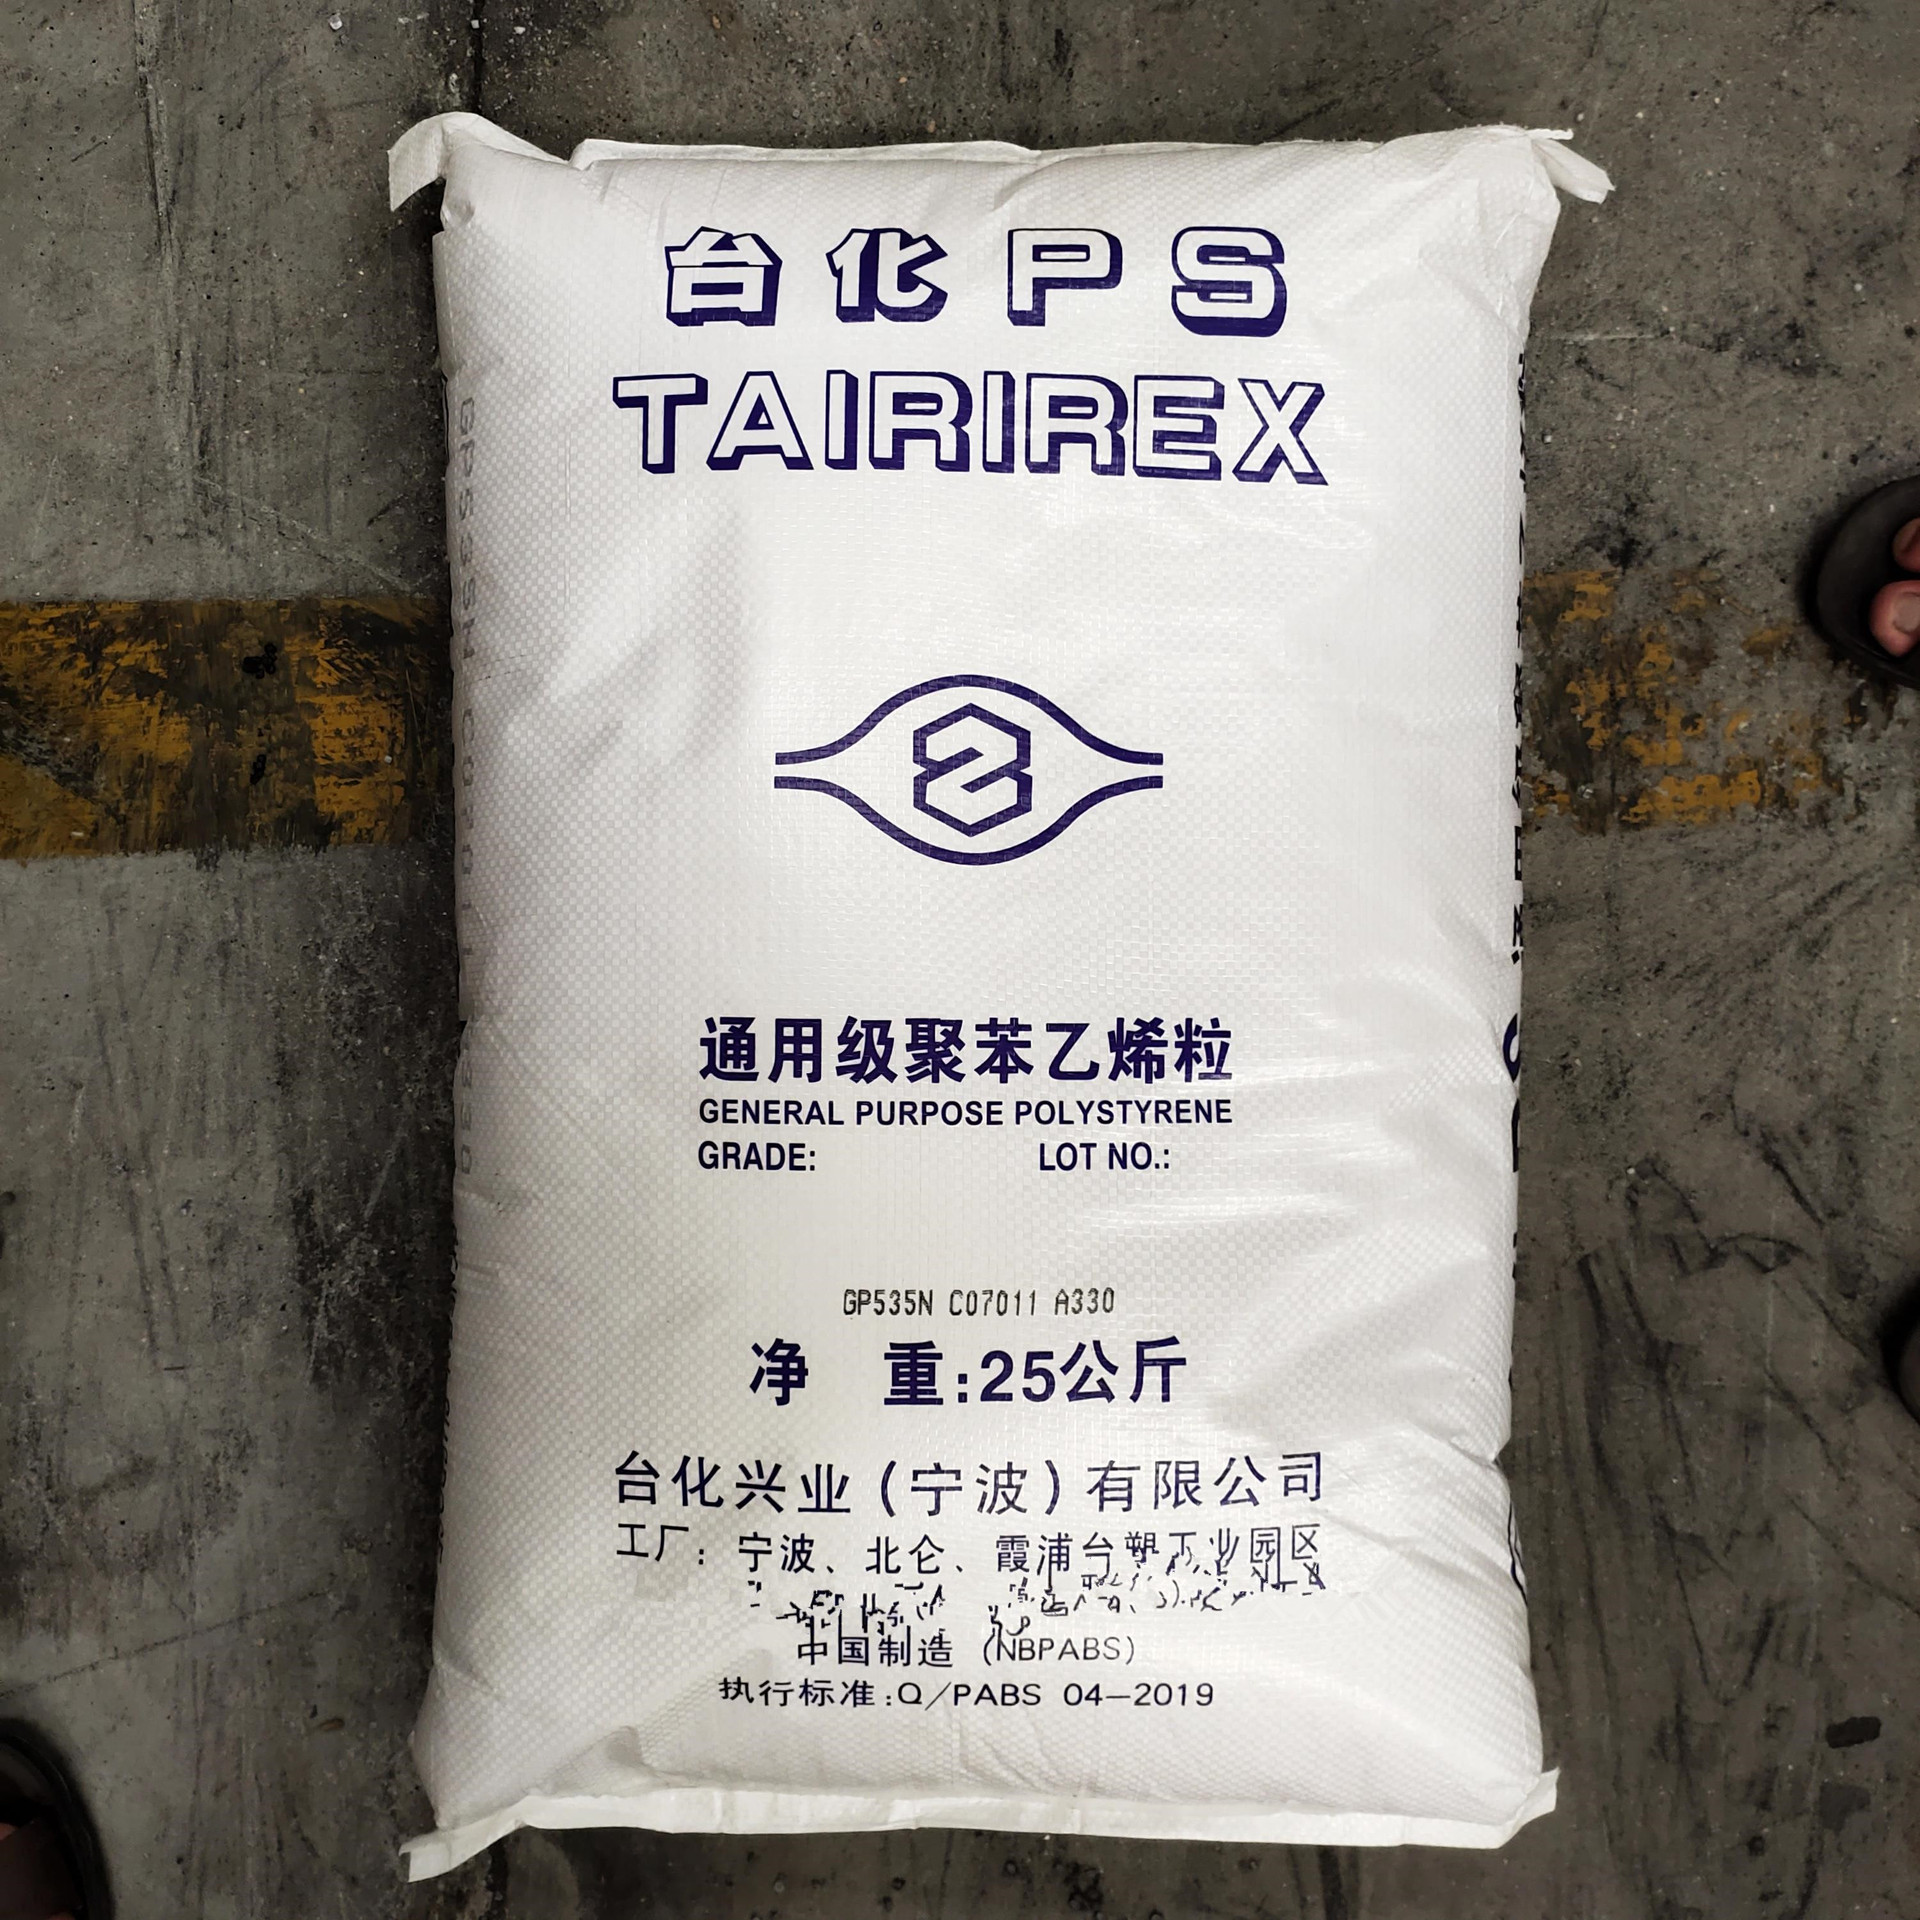 台化PS
TAIRIREX
通用级聚苯乙烯粒
GENERAL PURPOSE POLYSTYRENE
GRADE: LOT NO.:
GP535N C07011 A330
净 重:25公斤
台化兴业(宁波)有限公司
工厂:宁波、北仑、霞浦台塑工业园区
中国制造 (NBPABS)
执行标准:Q/PABS 04-2019